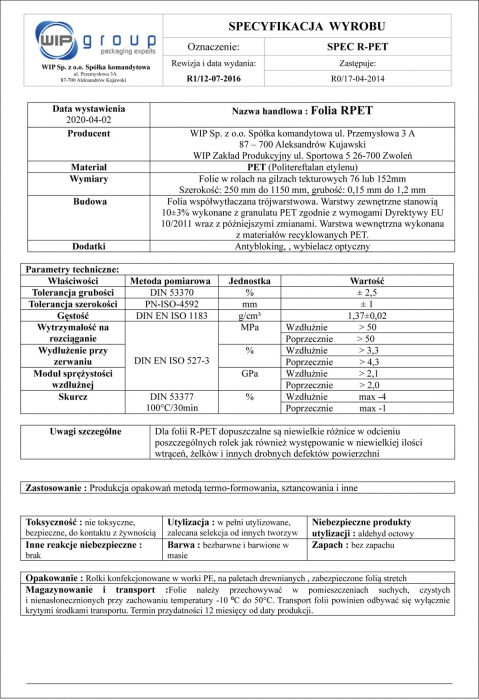 WIP group
packaging experts
WIP Sp. z o.o. Spółka komandytowa
ul. Przemysłowa 3A
87-700 Aleksandrów Kujawski
SPECYFIKACJA WYROBU
Oznaczenie: SPEC R-PET
Rewizja i data wydania: Zastępuje:
R1/12-07-2016 R0/17-04-2014
Data wystawienia
2020-04-02
Nazwa handlowa : Folia RPET
Producent
WIP Sp. z o.o. Spółka komandytowa ul. Przemysłowa 3 A
87 – 700 Aleksandrów Kujawski
WIP Zakład Produkcyjny ul. Sportowa 5 26-700 Zwoleń
Materiał PET (Politereftalan etylenu)
Wymiary Folie w rolach na gilzach tekturowych 76 lub 152mm
Szerokość: 250 mm do 1150 mm, grubość: 0,15 mm do 1,2 mm
Budowa Folia współwytłaczana trójwarstwowa. Warstwy zewnętrzne stanowią
10±3% wykonane z granulatu PET zgodnie z wymogami Dyrektywy EU
10/2011 wraz z późniejszymi zmianami. Warstwa wewnętrzna wykonana
z materiałów recyklowanych PET.
Dodatki Antybloking, , wybielacz optyczny
Parametry techniczne:
Właściwości Metoda pomiarowa Jednostka Wartość
Tolerancja grubości DIN 53370 % ± 2,5
Tolerancja szerokości PN-ISO-4592 mm ± 1
Gęstość DIN EN ISO 1183 g/cm³ 1,37±0,02
Wytrzymałość na
rozciąganie
DIN EN ISO 527-3
MPa Wzdłużnie > 50
Poprzecznie > 50
Wydłużenie przy
zerwaniu
% Wzdłużnie > 3,3
Poprzecznie > 4,3
Moduł sprężystości
wzdłużnej
GPa Wzdłużnie > 2,1
Poprzecznie > 2,0
Skurcz DIN 53377
100°C/30min
% Wzdłużnie max -4
Poprzecznie max -1
Uwagi szczególne Dla folii R-PET dopuszczalne są niewielkie różnice w odcieniu
poszczególnych rolek jak również występowanie w niewielkiej ilości
wtrąceń, żelków i innych drobnych defektów powierzchni
Zastosowanie : Produkcja opakowań metodą termo-formowania, sztancowania i inne
Toksyczność : nie toksyczne,
bezpieczne, do kontaktu z żywnością
Utylizacja : w pełni utylizowane,
zalecana selekcja od innych tworzyw
Niebezpieczne produkty
utylizacji : aldehyd octowy
Inne reakcje niebezpieczne :
brak
Barwa : bezbarwne i barwione w
masie
Zapach : bez zapachu
Opakowanie : Rolki konfekcjonowane w worki PE, na paletach drewnianych , zabezpieczone folią stretch
Magazynowanie i transport :Folie należy przechowywać w pomieszczeniach suchych, czystych
i nienasłonecznionych przy zachowaniu temperatury -10 ⁰C do 50°C. Transport folii powinien odbywać się wyłącznie
krytymi środkami transportu. Termin przydatności 12 miesięcy od daty produkcji.